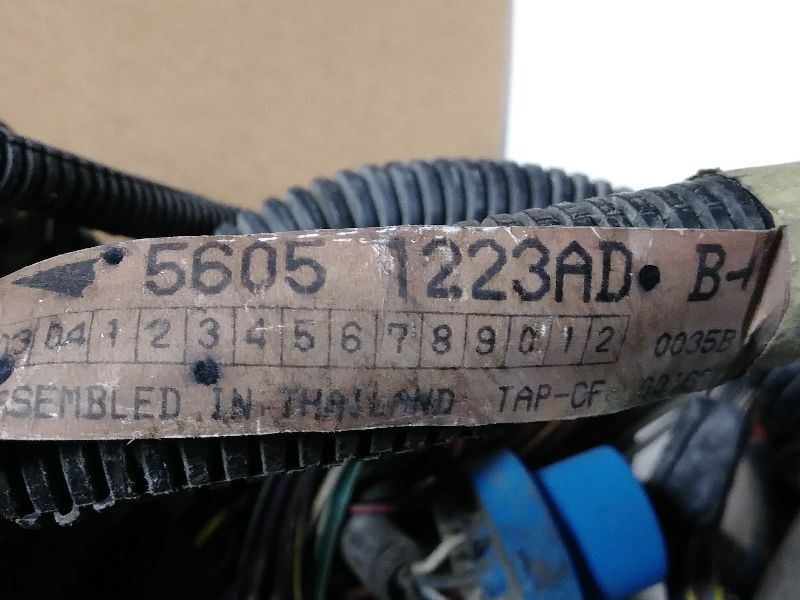 5605 1223AD B-
03 04 1 2 3 4 5 6 7 8 9 0 1 2 0035B
SEMBLED IN THAILAND TAP-CF